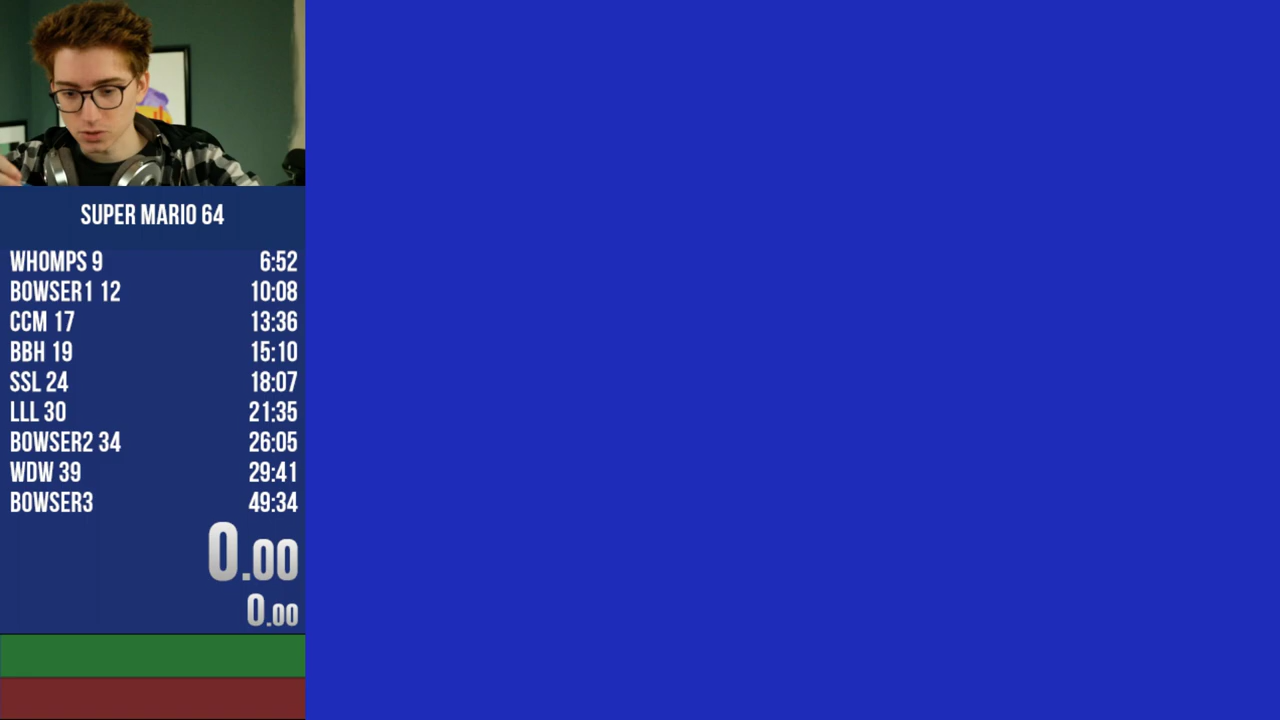 SUPER MARIO 64
WHOMPS 9 6:52
BOWSER1 12 10:08
CCM 17 13:36
BBH 19 15:10
SSL 24 18:07
LLL 30 21:35
BOWSER2 34 26:05
WDW 39 29:41
BOWSER3 49:34
0.00
0.00